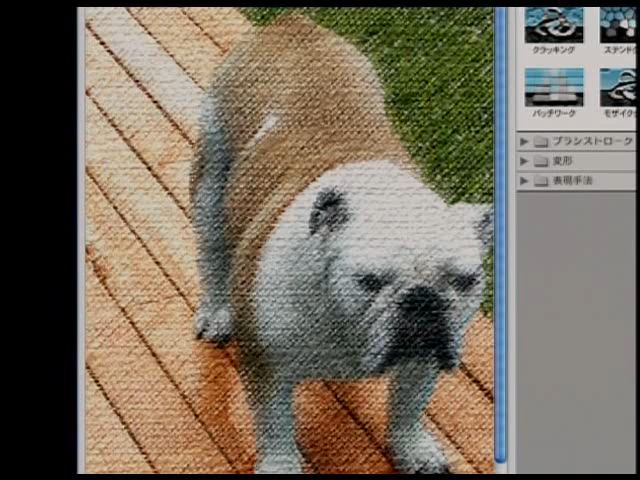 クラッキング
ステンド
パッチワーク
モザイク
ブラシストローク
変形
表現手法